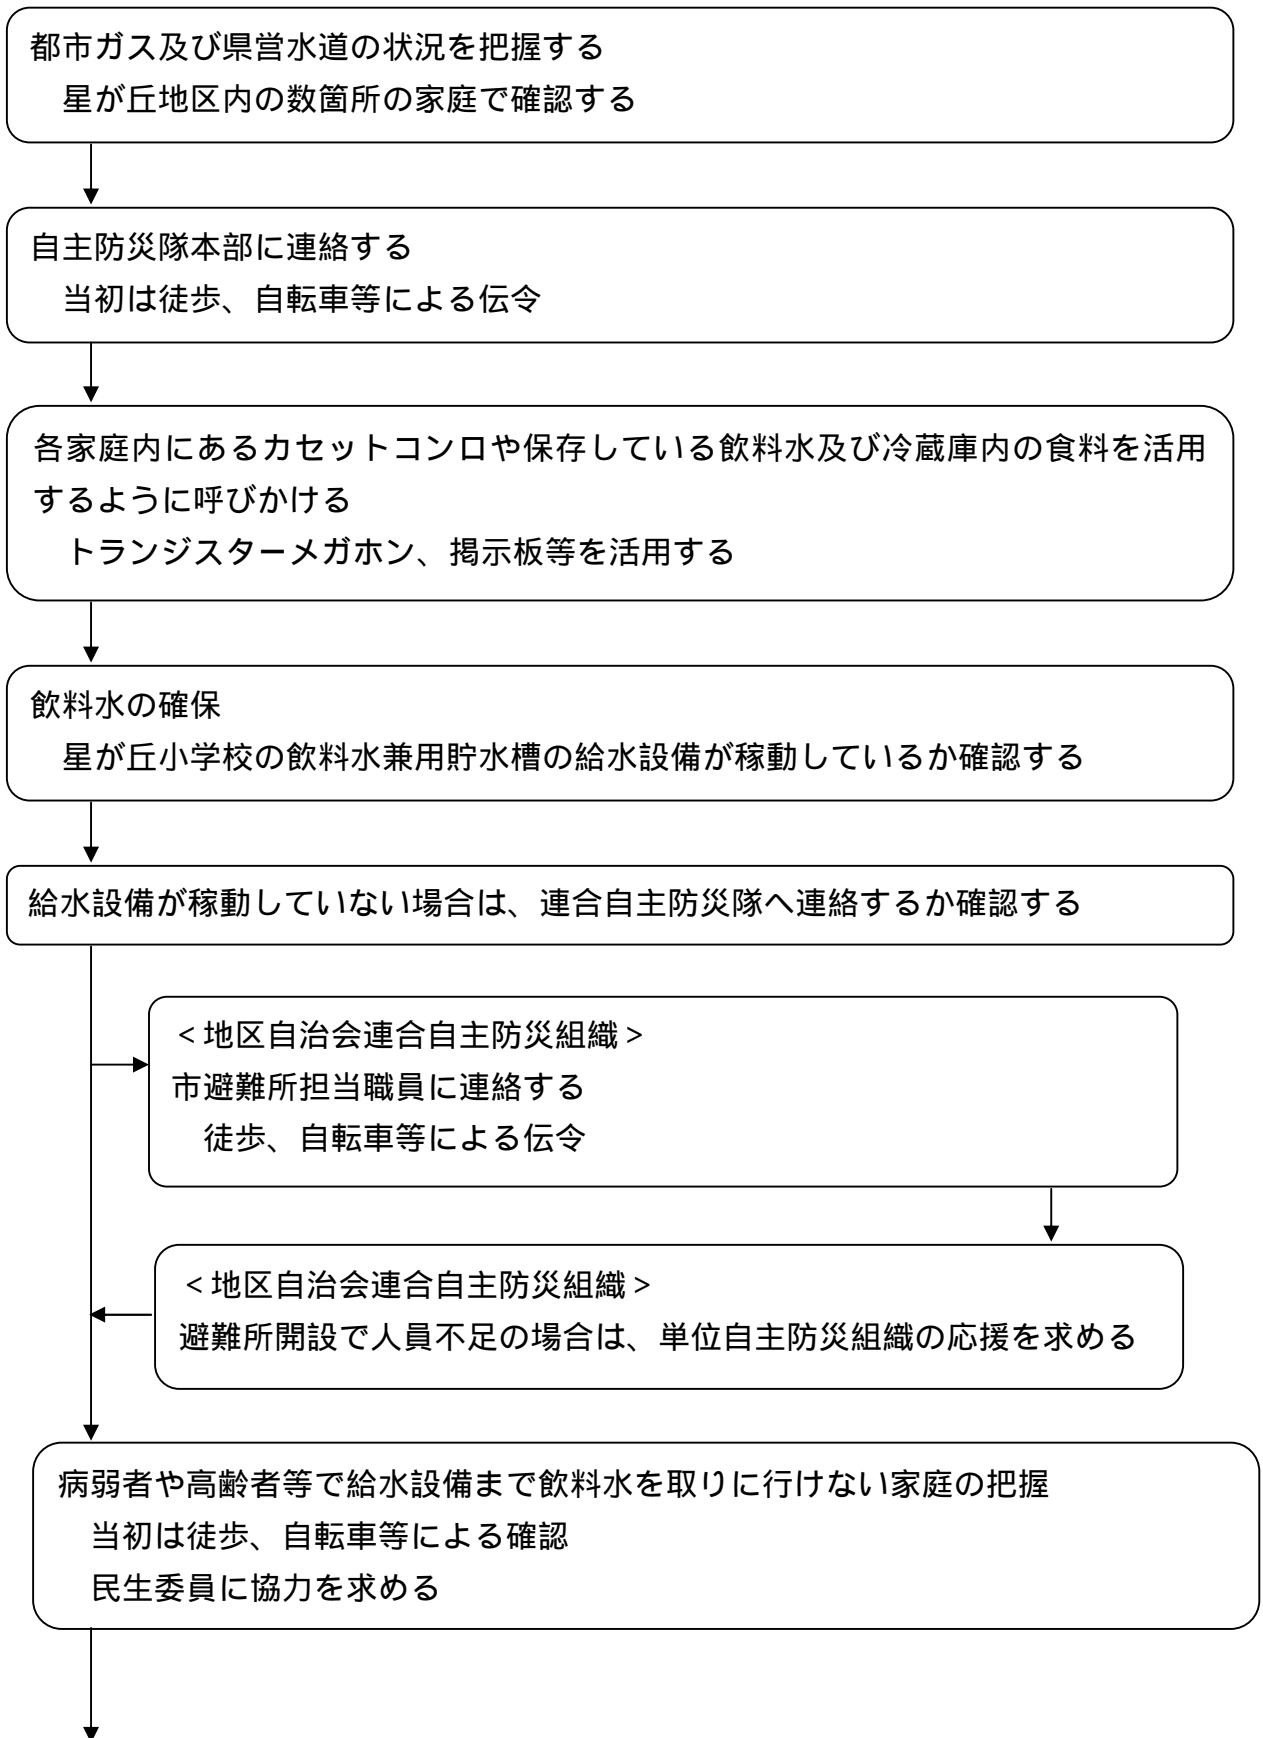 都市ガス及び県営水道の状況を把握する
星が丘地区内の数箇所の家庭で確認する
自主防災隊本部に連絡する
当初は徒歩、自転車等による伝令
各家庭内にあるカセットコンロや保存している飲料水及び冷蔵庫内の食料を活用
するように呼びかける
トランジスターメガホン、掲示板等を活用する
飲料水の確保
星が丘小学校の飲料水兼用貯水槽の給水設備が稼動しているか確認する
給水設備が稼動していない場合は、連合自主防災隊へ連絡するか確認する
<地区自治会連合自主防災組織>
市避難所担当職員に連絡する
徒歩、自転車等による伝令
<地区自治会連合自主防災組織>
避難所開設で人員不足の場合は、単位自主防災組織の応援を求める
病弱者や高齢者等で給水設備まで飲料水を取りに行けない家庭の把握
当初は徒歩、自転車等による確認
民生委員に協力を求める